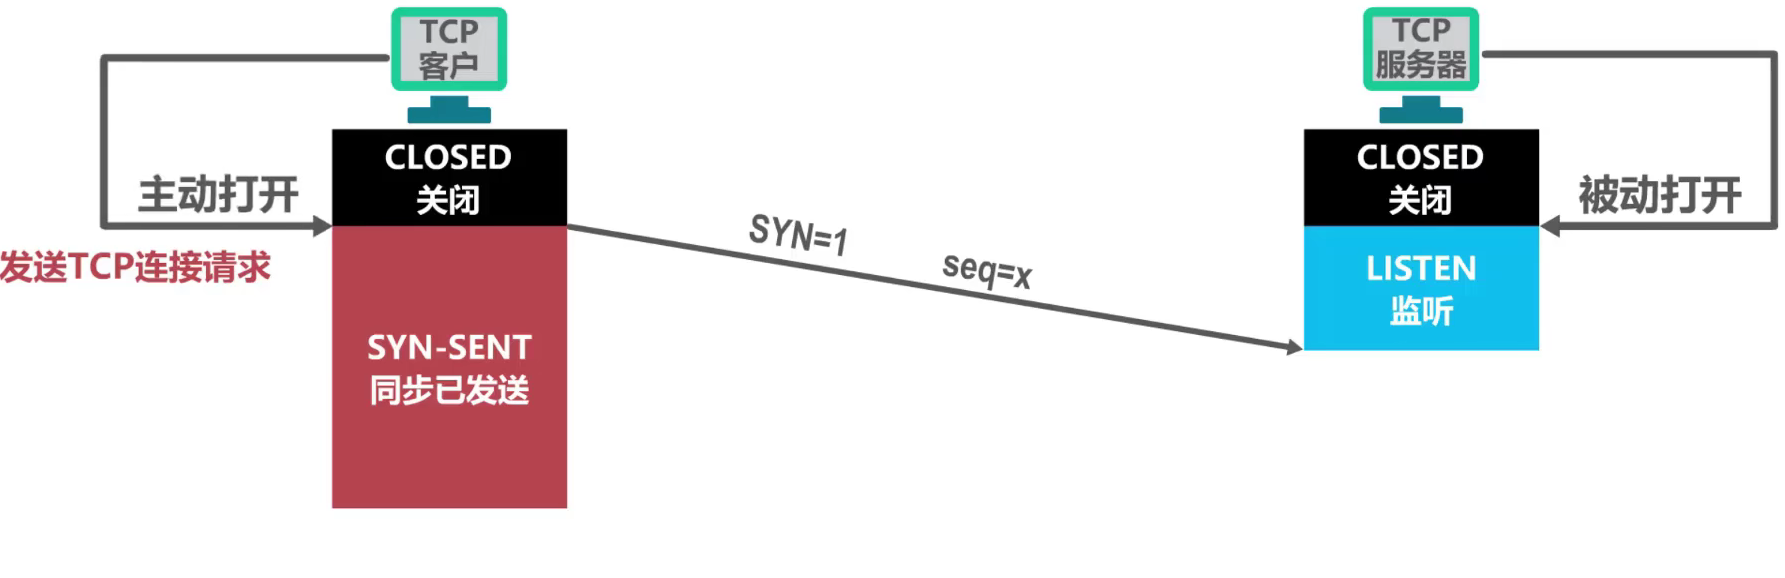 TCP
客户
TCP
服务器
CLOSED
关闭
CLOSED
关闭
主动打开
被动打开
发送TCP连接请求
SYN=1
seq=x
LISTEN
监听
SYN-SENT
同步已发送